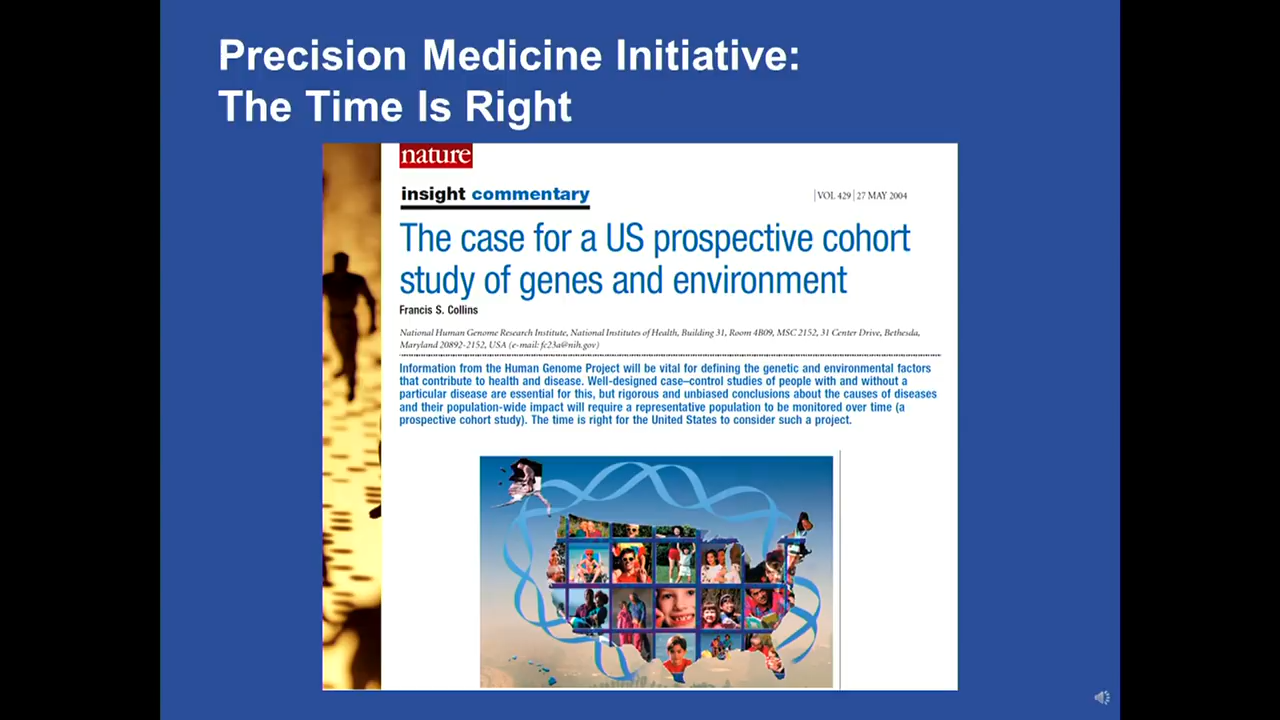 Precision Medicine Initiative:
The Time Is Right
nature
insight commentary
|VOL 429 | 27 MAY 2004
The case for a US prospective cohort
study of genes and environment
Francis S. Collins
National Human Genome Research Institute, National Institutes of Health, Building 31, Room 4B09, MSC 2152, 31 Center Drive, Bethesda,
Maryland 20892-2152, USA (e-mail: fc23a@nih.gov)
Information from the Human Genome Project will be vital for defining the genetic and environmental factors
that contribute to health and disease. Well-designed case–control studies of people with and without a
particular disease are essential for this, but rigorous and unbiased conclusions about the causes of diseases
and their population-wide impact will require a representative population to be monitored over time (a
prospective cohort study). The time is right for the United States to consider such a project.